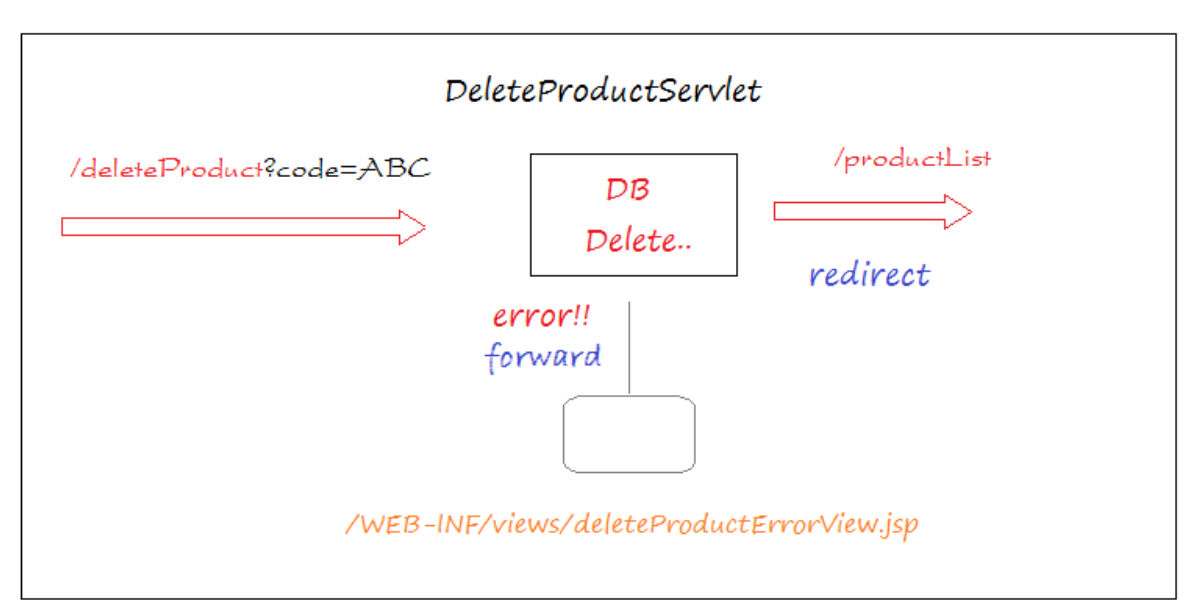 DeleteProductServlet
/deleteProduct?code=ABC
/productList
DB
Delete..
redirect
error!!
forward
/WEB-INF/views/deleteProductErrorView.jsp